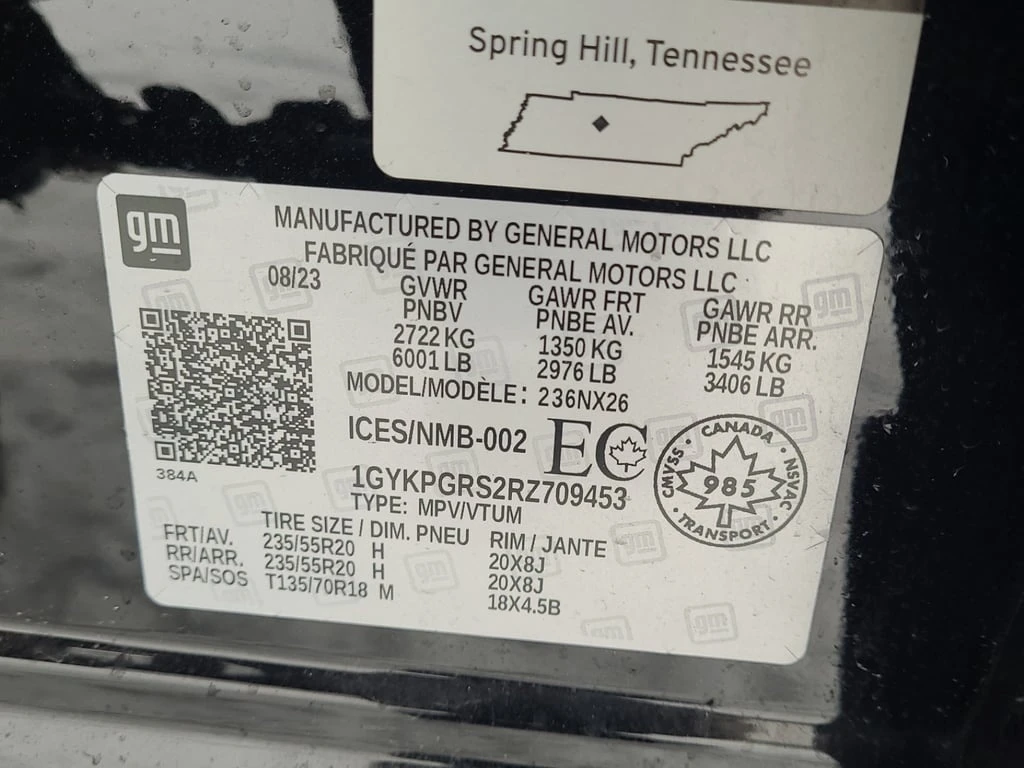 Spring Hill, Tennessee
gm
MANUFACTURED BY GENERAL MOTORS LLC
FABRIQUÉ PAR GENERAL MOTORS LLC
08/23 GVWR GAWR FRT GAWR RR
PNBV PNBE AV. PNBE ARR.
2722 KG 1350 KG 1545 KG
6001 LB 2976 LB 3406 LB
MODEL/MODÈLE: 236NX26
ICES/NMB-002 EC
384A
1GYKPGRS2RZ709453
CANADA
CMVSS 985 NSVAC
TRANSPORT
TYPE: MPV/VTUM
TIRE SIZE / DIM. PNEU RIM / JANTE
FRT/AV. 235/55R20 H 20X8J
RR/ARR. 235/55R20 H 20X8J
SPA/SOS T135/70R18 M 18X4.5B